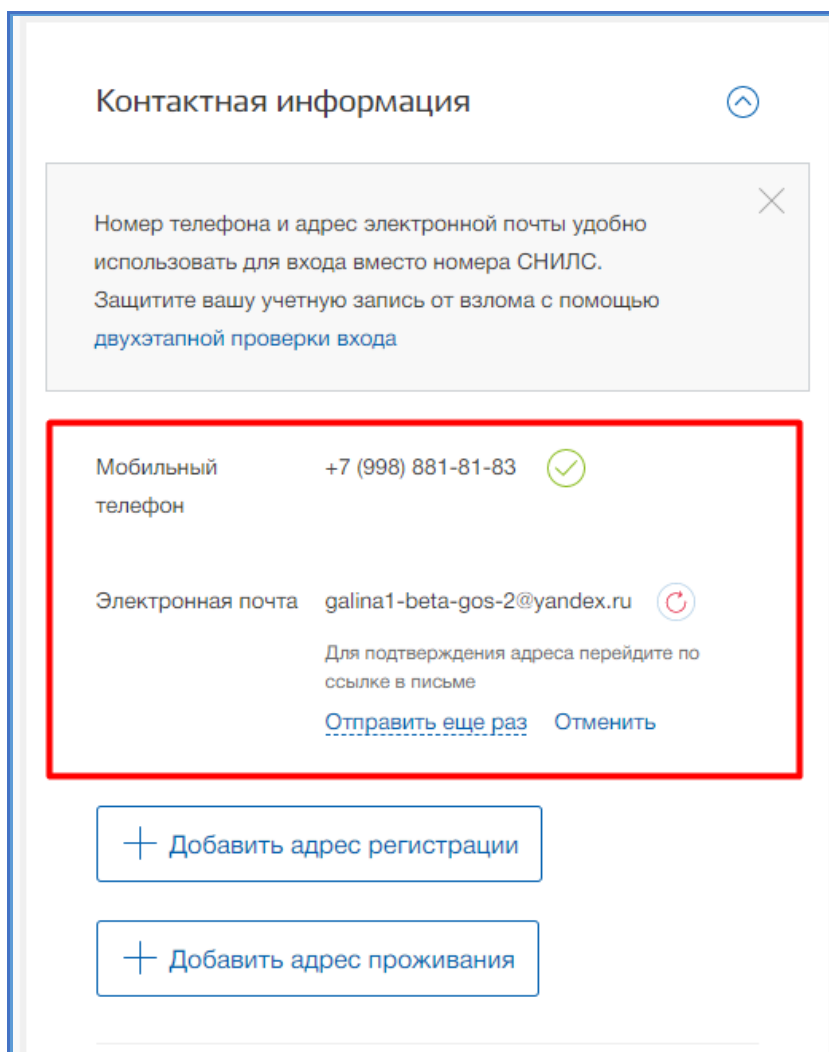 Контактная информация
Номер телефона и адрес электронной почты удобно
использовать для входа вместо номера СНИЛС.
Защитите вашу учетную запись от взлома с помощью
двухэтапной проверки входа
Мобильный
телефон
+7 (998) 881-81-83
Электронная почта
galina1-beta-gos-2@yandex.ru
Для подтверждения адреса перейдите по
ссылке в письме
Отправить еще раз Отменить
Добавить адрес регистрации
Добавить адрес проживания